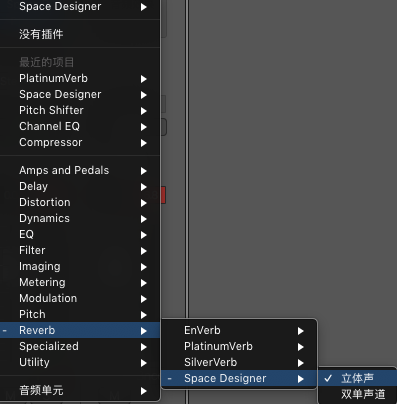 Space Designer
没有插件
最近的项目
PlatinumVerb
Space Designer
Pitch Shifter
Channel EQ
Compressor
Amps and Pedals
Delay
Distortion
Dynamics
EQ
Filter
Imaging
Metering
Modulation
Pitch
- Reverb
Specialized
Utility
音频单元
EnVerb
PlatinumVerb
SilverVerb
- Space Designer
✓ 立体声
双单声道